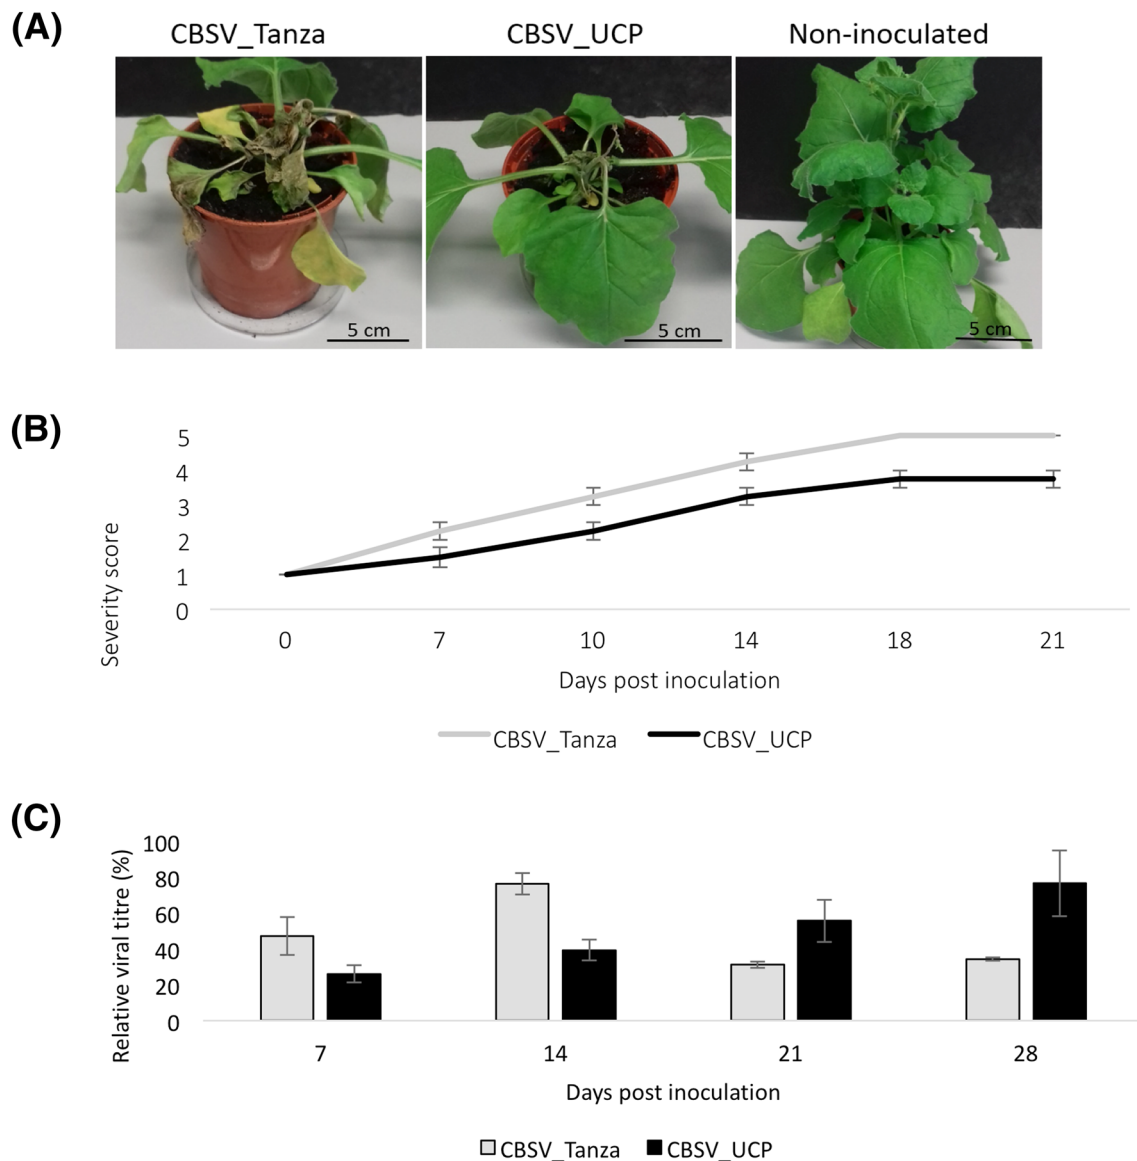 (A)
CBSV_Tanza CBSV_UCP Non-inoculated
5 cm 5 cm 5 cm
(B)
5
4
3
2
1
0
Severity score
0 7 10 14 18 21
Days post inoculation
CBSV_Tanza CBSV_UCP
(C)
100
80
60
40
20
0
Relative viral titre (%)
7 14 21 28
Days post inoculation
CBSV_Tanza CBSV_UCP